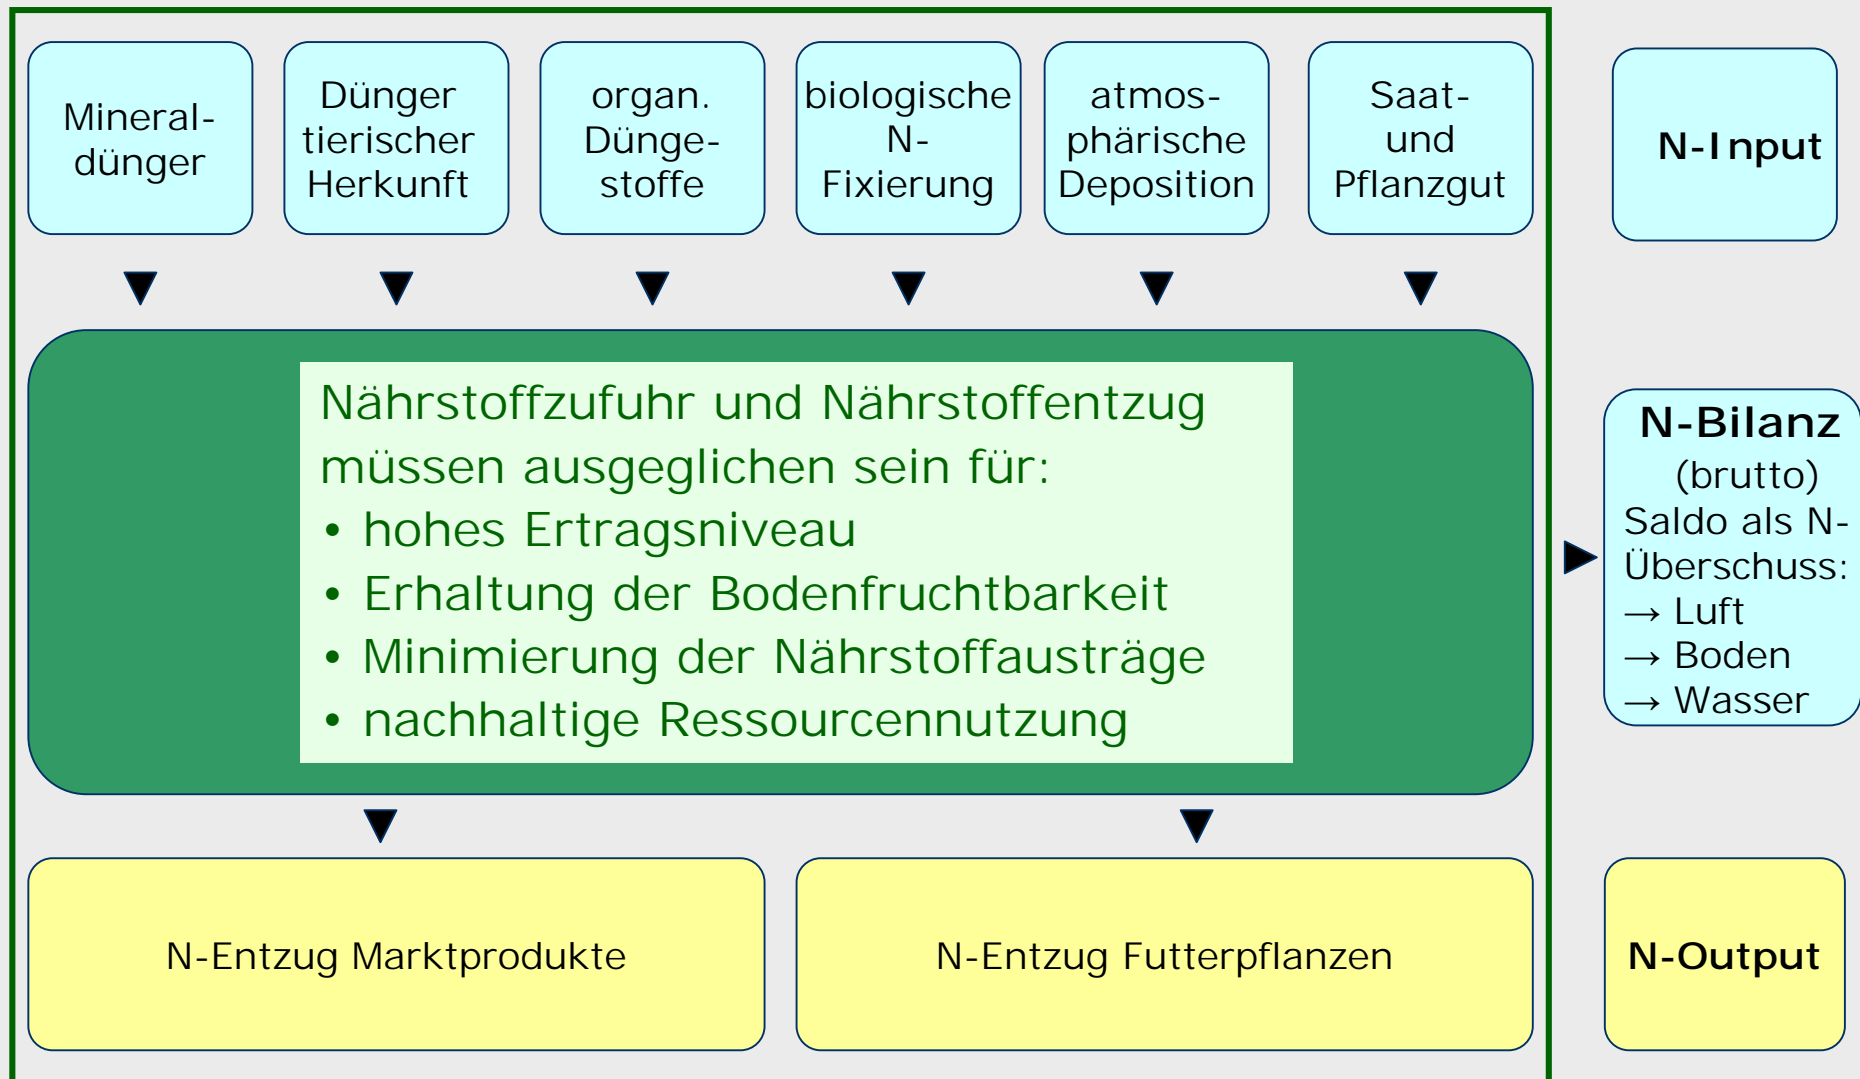 Mineral-
dünger
Dünger
tierischer
Herkunft
organ.
Dünge-
stoffe
biologische
N-
Fixierung
atmos-
phärische
Deposition
Saat-
und
Pflanzgut
N-Input
Nährstoffzufuhr und Nährstoffentzug
müssen ausgeglichen sein für:
• hohes Ertragsniveau
• Erhaltung der Bodenfruchtbarkeit
• Minimierung der Nährstoffausträge
• nachhaltige Ressourcennutzung
N-Bilanz
(brutto)
Saldo als N-
Überschuss:
→ Luft
→ Boden
→ Wasser
N-Entzug Marktprodukte
N-Entzug Futterpflanzen
N-Output